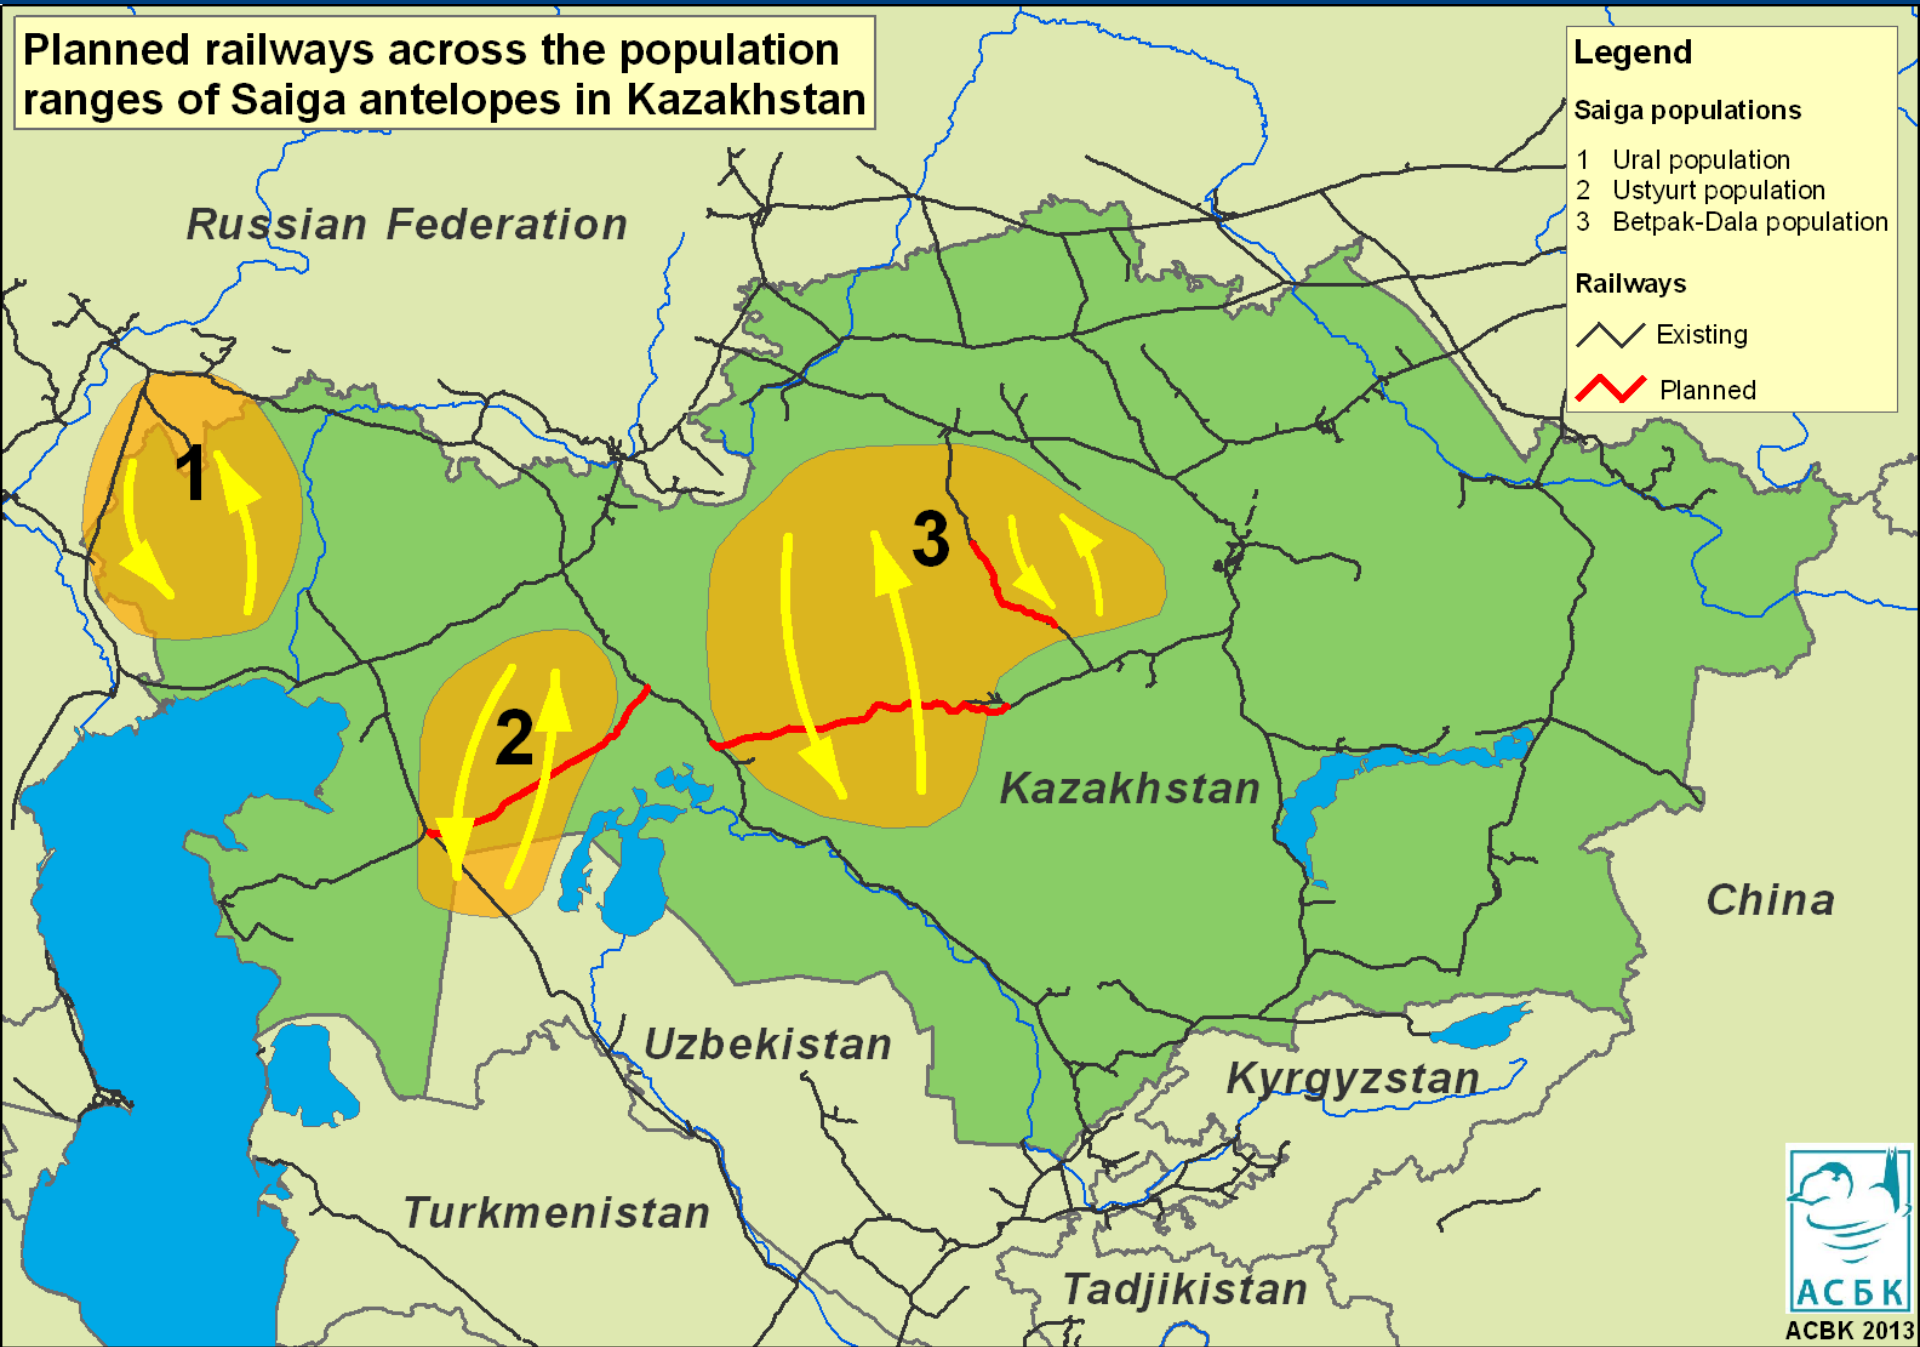 Planned railways across the population
ranges of Saiga antelopes in Kazakhstan
Legend
Saiga populations
1 Ural population
2 Ustyurt population
3 Betpak-Dala population
Railways
Existing
Planned
Russian Federation
1
3
2
Kazakhstan
China
Uzbekistan
Kyrgyzstan
Turkmenistan
Tadjikistan
АСБК
ACBK 2013